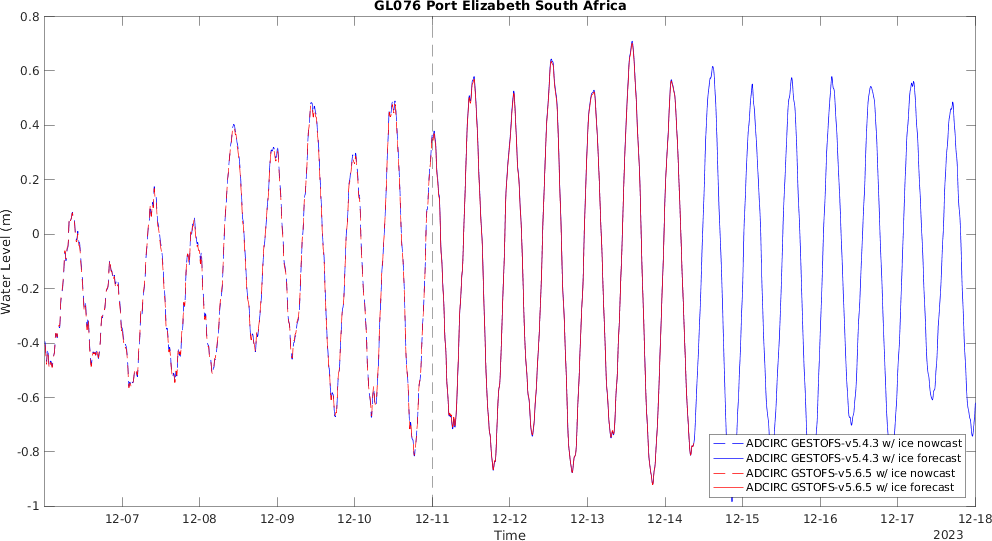 GL076 Port Elizabeth South Africa
0.8
0.6
0.4
0.2
0
-0.2
-0.4
-0.6
-0.8
-1
Water Level (m)
ADCIRC GESTOFS-v5.4.3 w/ ice nowcast
ADCIRC GESTOFS-v5.4.3 w/ ice forecast
ADCIRC GSTOFS-v5.6.5 w/ ice nowcast
ADCIRC GSTOFS-v5.6.5 w/ ice forecast
12-07 12-08 12-09 12-10 12-11 12-12 12-13 12-14 12-15 12-16 12-17 12-18
Time
2023